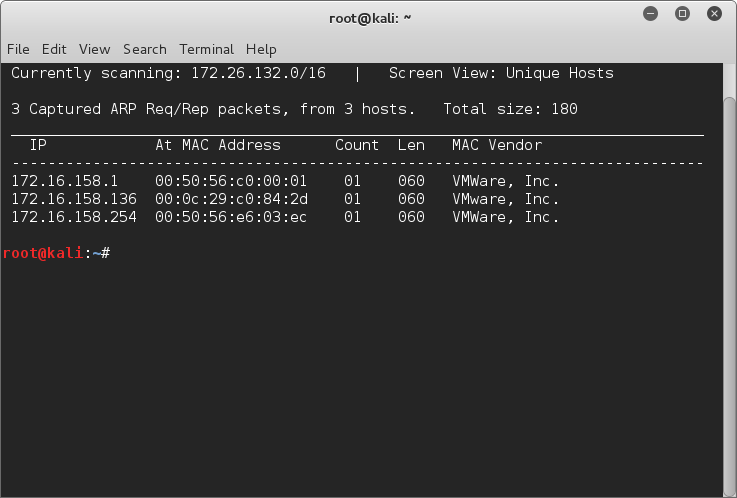 root@kali: ~
File Edit View Search Terminal Help
Currently scanning: 172.26.132.0/16 | Screen View: Unique Hosts
3 Captured ARP Req/Rep packets, from 3 hosts. Total size: 180
IP At MAC Address Count Len MAC Vendor
172.16.158.1 00:50:56:c0:00:01 01 060 VMWare, Inc.
172.16.158.136 00:0c:29:c0:84:2d 01 060 VMware, Inc.
172.16.158.254 00:50:56:e6:03:ec 01 060 VMWare, Inc.
root@kali:~#